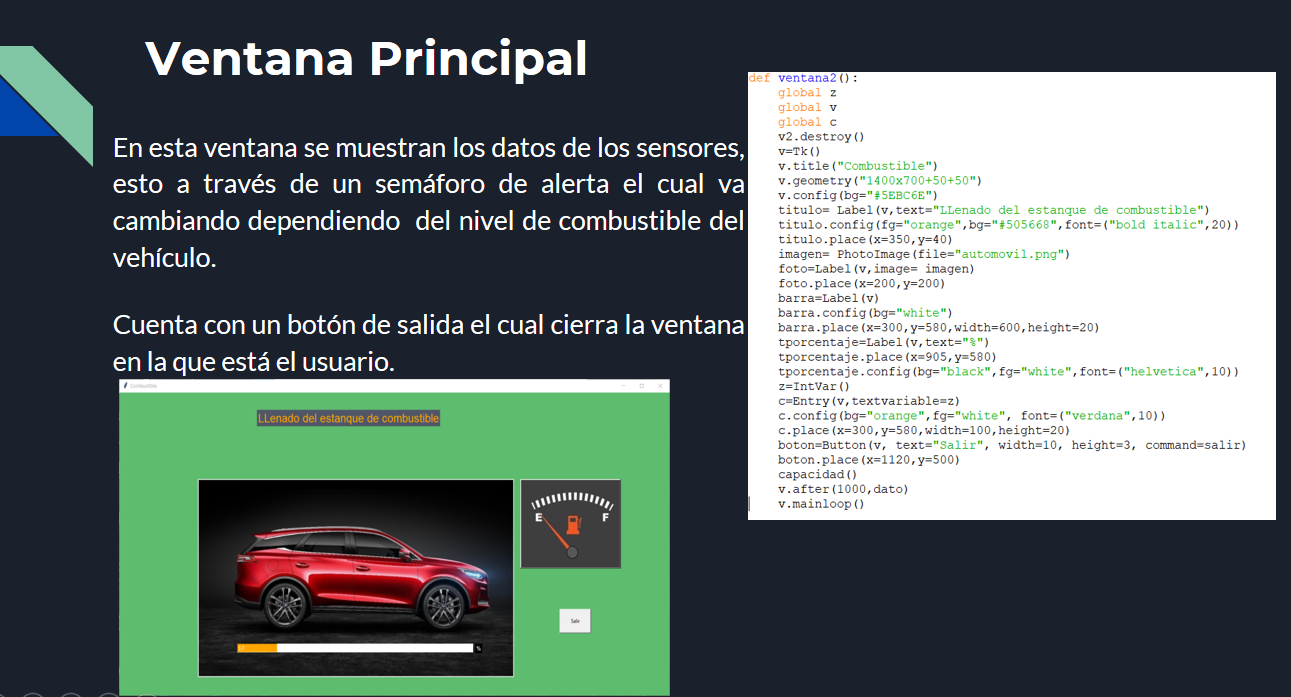 Ventana Principal
En esta ventana se muestran los datos de los sensores,
esto a través de un semáforo de alerta el cual va
cambiando dependiendo  del nivel de combustible del
vehículo.
Cuenta con un botón de salida el cual cierra la ventana
en la que está el usuario.
Combustible
LLenado del estanque de combustible
E F
Salir
17
%
def ventana2():
    global z
    global v
    global c
    v2.destroy()
    v=Tk()
    v.title("Combustible")
    v.geometry("1400x700+50+50")
    v.config(bg="#5EBC6E")
    titulo= Label(v,text="LLenado del estanque de combustible")
    titulo.config(fg="orange",bg="#505668",font=("bold italic",20))
    titulo.place(x=350,y=40)
    imagen= PhotoImage(file="automovil.png")
    foto=Label(v,image= imagen)
    foto.place(x=200,y=200)
    barra=Label(v)
    barra.config(bg="white")
    barra.place(x=300,y=580,width=600,height=20)
    tporcentaje=Label(v,text="%")
    tporcentaje.place(x=905,y=580)
    tporcentaje.config(bg="black",fg="white",font=("helvetica",10))
    z=IntVar()
    c=Entry(v,textvariable=z)
    c.config(bg="orange",fg="white", font=("verdana",10))
    c.place(x=300,y=580,width=100,height=20)
    boton=Button(v, text="Salir", width=10, height=3, command=salir)
    boton.place(x=1120,y=500)
    capacidad()
    v.after(1000,dato)
    v.mainloop()